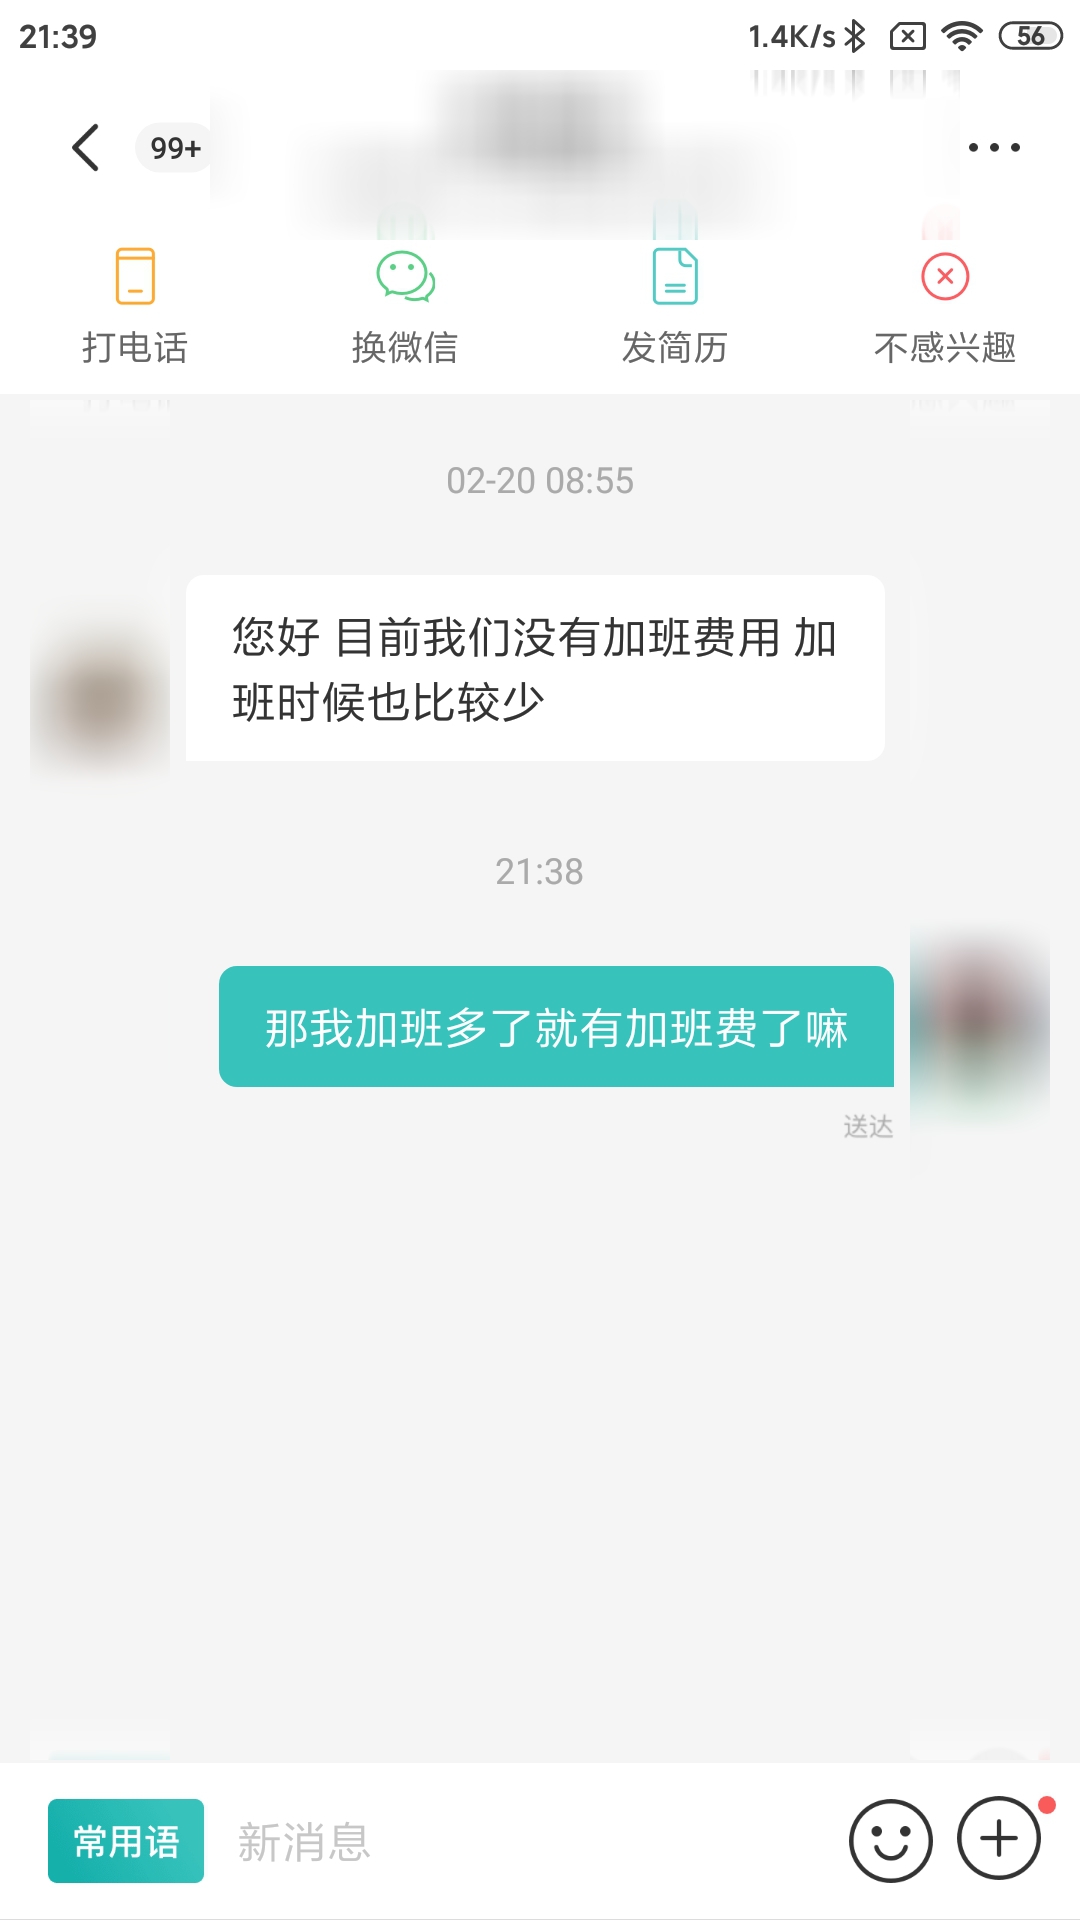 21:39
1.4K/s
56
99+
打电话
换微信
发简历
不感兴趣
02-20 08:55
您好 目前我们没有加班费用 加
班时候也比较少
21:38
那我加班多了就有加班费了嘛
送达
常用语
新消息